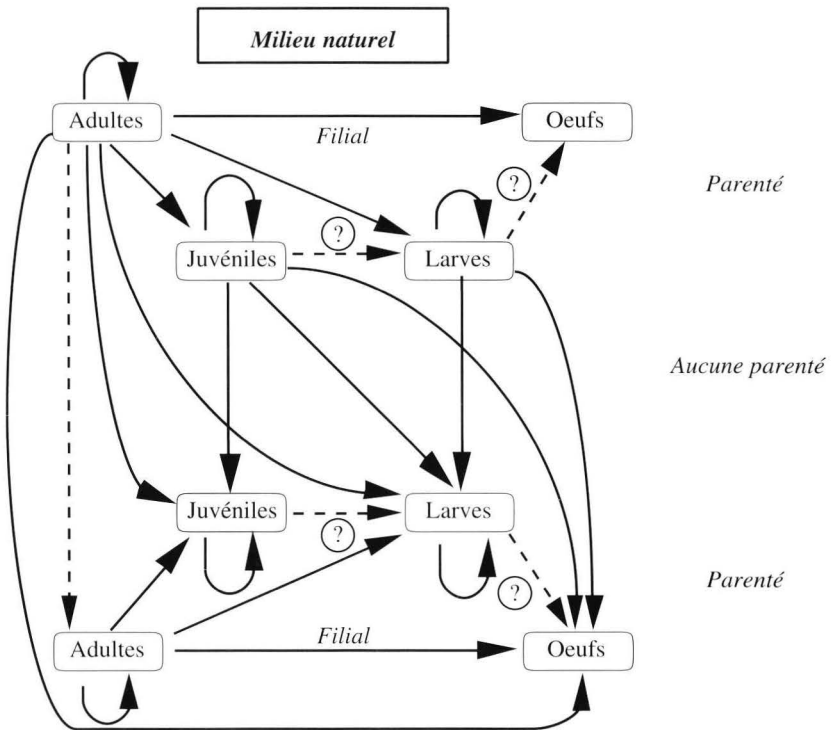 Milieu naturel
Adultes
Oeufs
Filial
?
Parenté
?
Juvéniles
Larves
Aucune parenté
Juvéniles
Larves
?
?
Parenté
Filial
Adultes
Oeufs